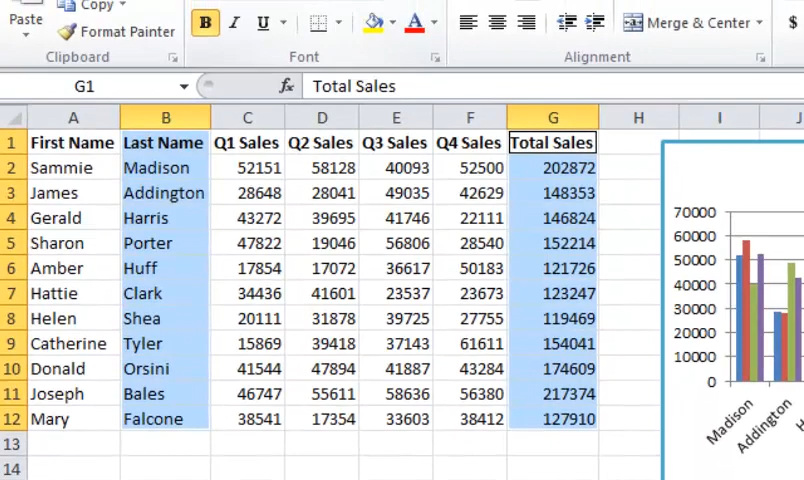 Copy
Paste
Format Painter
B I U A Merge & Center $
Clipboard Font Alignment
G1 fx Total Sales
A B C D E F G H I J
1 First Name Last Name Q1 Sales Q2 Sales Q3 Sales Q4 Sales Total Sales
2 Sammie Madison 52151 58128 40093 52500 202872
3 James Addington 28648 28041 49035 42629 148353
4 Gerald Harris 43272 39695 41746 22111 146824
5 Sharon Porter 47822 19046 56806 28540 152214
6 Amber Huff 17854 17072 36617 50183 121726
7 Hattie Clark 34436 41601 23537 23673 123247
8 Helen Shea 20111 31878 39725 27755 119469
9 Catherine Tyler 15869 39418 37143 61611 154041
10 Donald Orsini 41544 47894 41887 43284 174609
11 Joseph Bales 46747 55611 58636 56380 217374
12 Mary Falcone 38541 17354 33603 38412 127910
13
14
70000
60000
50000
40000
30000
20000
10000
0
Madison
Addington